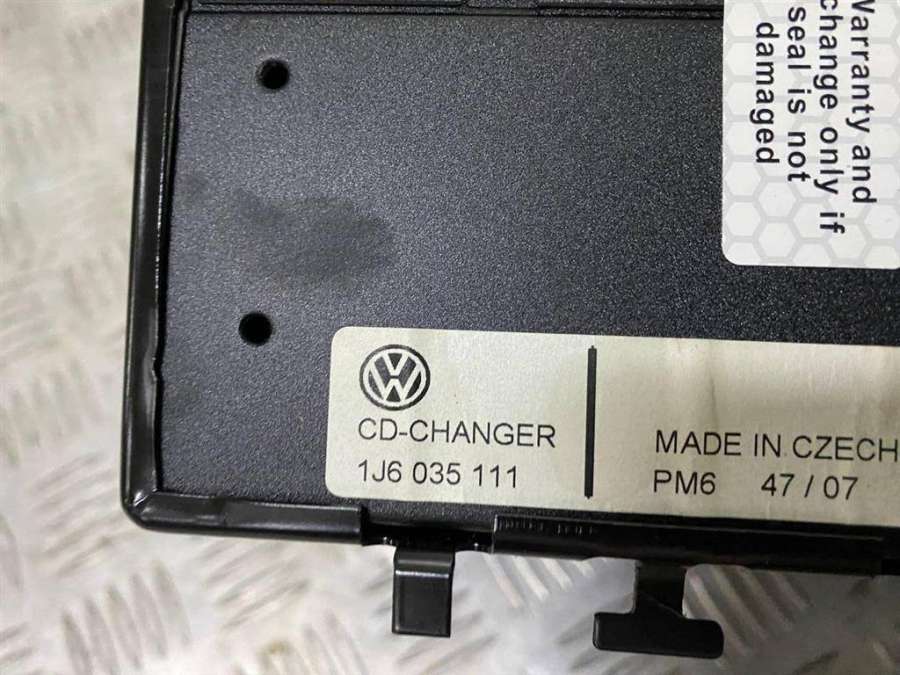 Warranty and
change only if
seal is not
damaged
CD-CHANGER
1J6 035 111
MADE IN CZECH
PM6 47 / 07